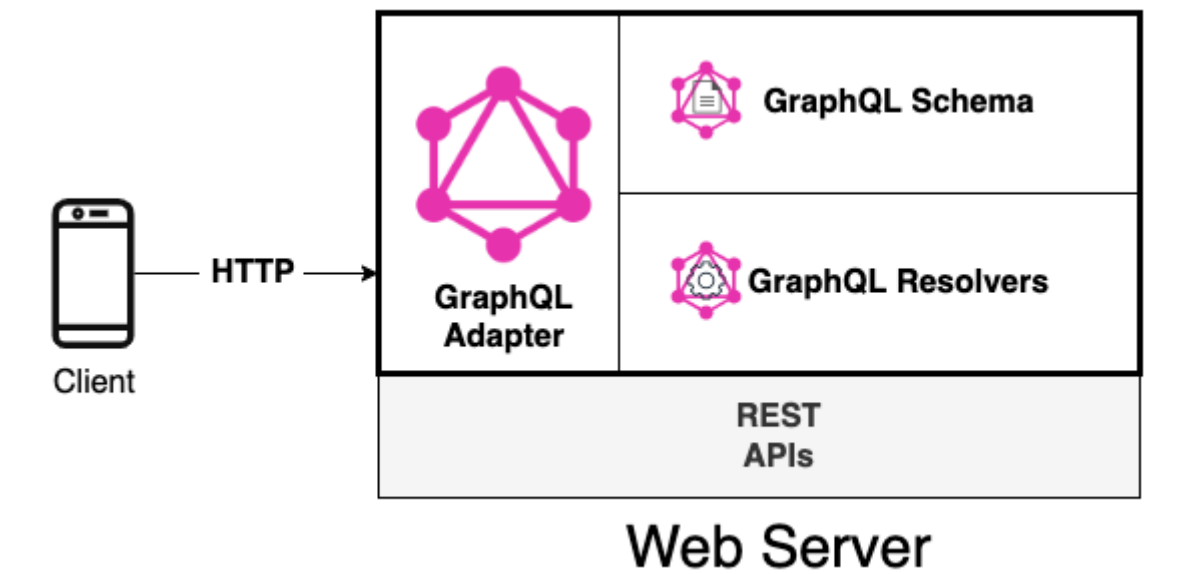 GraphQL Schema
HTTP
GraphQL
Adapter
GraphQL Resolvers
Client
REST
APIs
Web Server